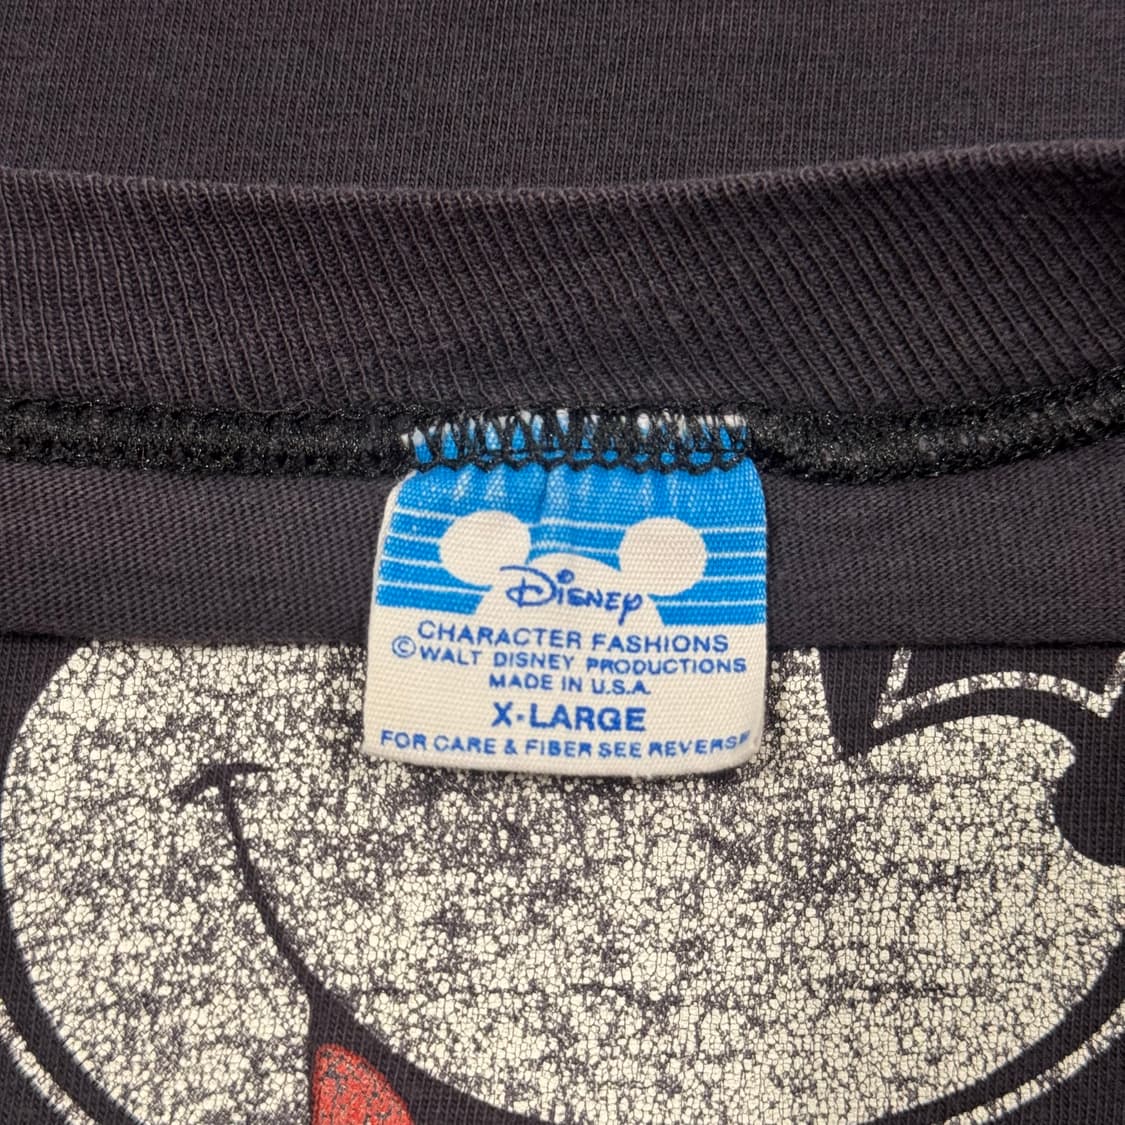 Disney
CHARACTER FASHIONS
©WALT DISNEY PRODUCTIONS
MADE IN U.S.A.
X-LARGE
FOR CARE & FIBER SEE REVERSE